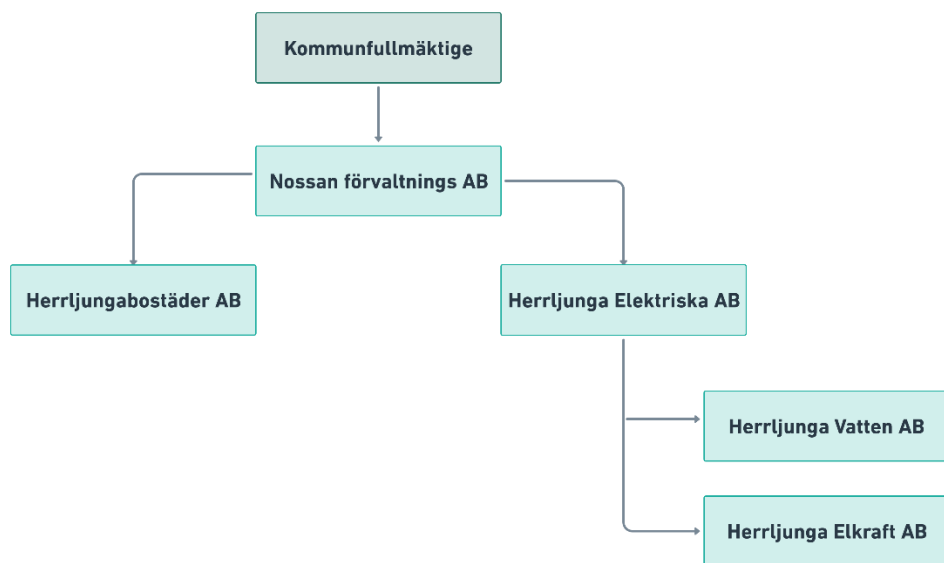 Kommunfullmäktige
Nossan förvaltnings AB
Herrljungabostäder AB
Herrljunga Elektriska AB
Herrljunga Vatten AB
Herrljunga Elkraft AB